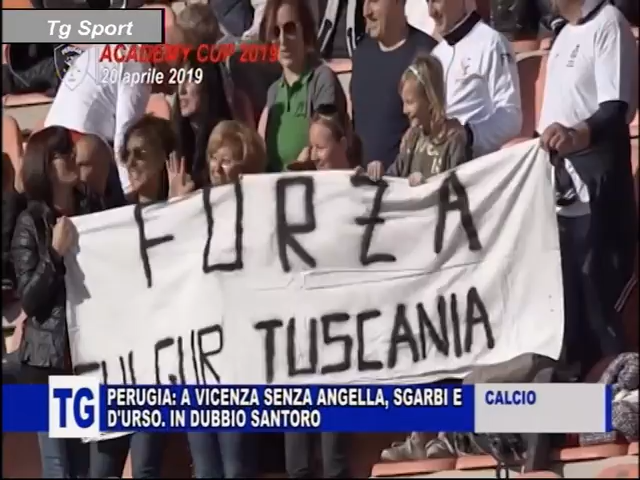 Tg Sport
ACADEMY CUP 2019
20 aprile 2019
FORZA
FULGUR TUSCANIA
TG
PERUGIA: A VICENZA SENZA ANGELLA, SGARBI E
D'URSO. IN DUBBIO SANTORO
CALCIO